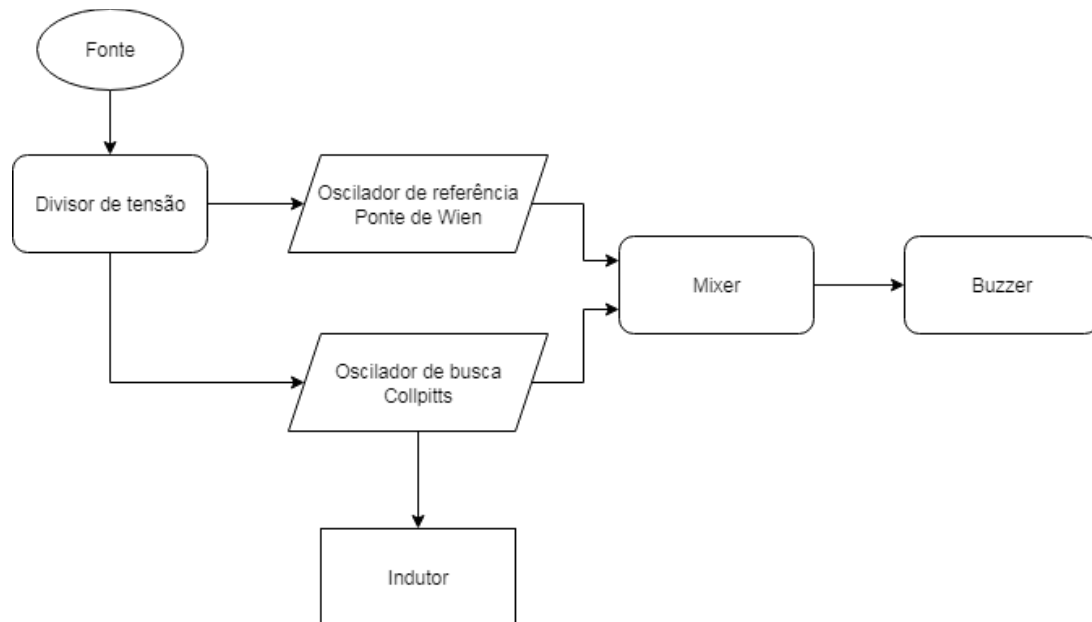 Fonte
Divisor de tensão
Oscilador de referência
Ponte de Wien
Mixer
Buzzer
Oscilador de busca
Collpitts
Indutor